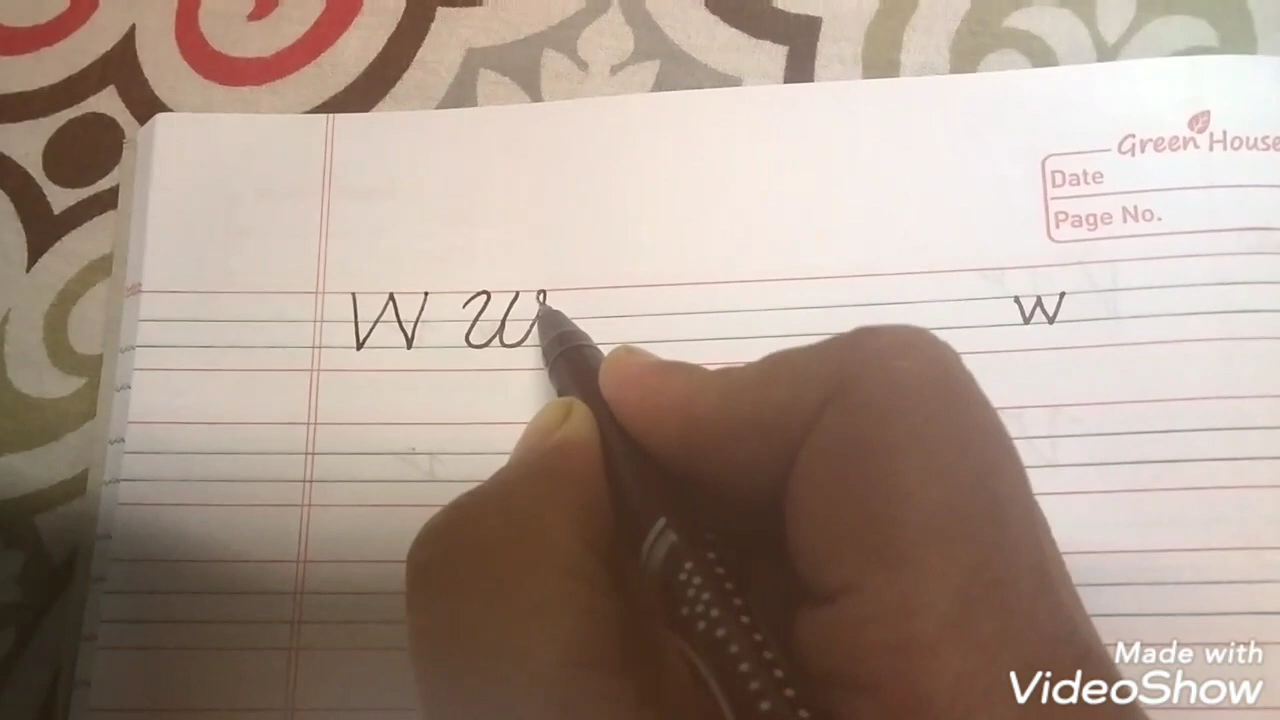 Green House
Date
Page No.
W W w
Made with
VideoShow